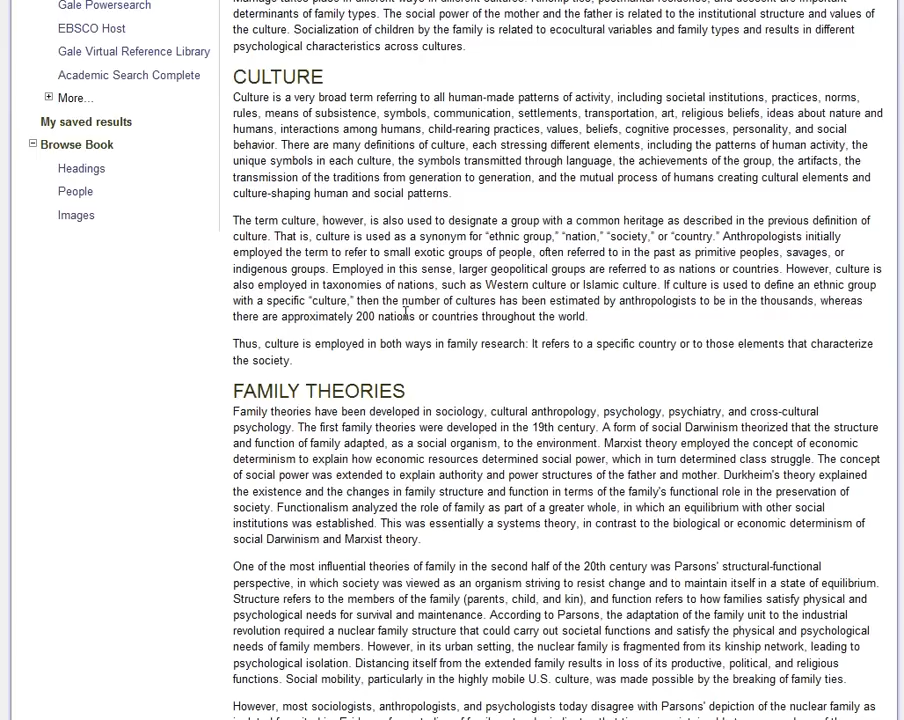 Gale Powersearch
EBSCO Host
Gale Virtual Reference Library
Academic Search Complete
More...
My saved results
Browse Book
Headings
People
Images
determinants of family types. The social power of the mother and the father is related to the institutional structure and values of
the culture. Socialization of children by the family is related to ecocultural variables and family types and results in different
psychological characteristics across cultures.
CULTURE
Culture is a very broad term referring to all human-made patterns of activity, including societal institutions, practices, norms,
rules, means of subsistence, symbols, communication, settlements, transportation, art, religious beliefs, ideas about nature and
humans, interactions among humans, child-rearing practices, values, beliefs, cognitive processes, personality, and social
behavior. There are many definitions of culture, each stressing different elements, including the patterns of human activity, the
unique symbols in each culture, the symbols transmitted through language, the achievements of the group, the artifacts, the
transmission of the traditions from generation to generation, and the mutual process of humans creating cultural elements and
culture-shaping human and social patterns.
The term culture, however, is also used to designate a group with a common heritage as described in the previous definition of
culture. That is, culture is used as a synonym for “ethnic group,” “nation,” “society,” or “country.” Anthropologists initially
employed the term to refer to small exotic groups of people, often referred to in the past as primitive peoples, savages, or
indigenous groups. Employed in this sense, larger geopolitical groups are referred to as nations or countries. However, culture is
also employed in taxonomies of nations, such as Western culture or Islamic culture. If culture is used to define an ethnic group
with a specific “culture,” then the number of cultures has been estimated by anthropologists to be in the thousands, whereas
there are approximately 200 nations or countries throughout the world.
Thus, culture is employed in both ways in family research: It refers to a specific country or to those elements that characterize
the society.
FAMILY THEORIES
Family theories have been developed in sociology, cultural anthropology, psychology, psychiatry, and cross-cultural
psychology. The first family theories were developed in the 19th century. A form of social Darwinism theorized that the structure
and function of family adapted, as a social organism, to the environment. Marxist theory employed the concept of economic
determinism to explain how economic resources determined social power, which in turn determined class struggle. The concept
of social power was extended to explain authority and power structures of the father and mother. Durkheim's theory explained
the existence and the changes in family structure and function in terms of the family's functional role in the preservation of
society. Functionalism analyzed the role of family as part of a greater whole, in which an equilibrium with other social
institutions was established. This was essentially a systems theory, in contrast to the biological or economic determinism of
social Darwinism and Marxist theory.
One of the most influential theories of family in the second half of the 20th century was Parsons' structural-functional
perspective, in which society was viewed as an organism striving to resist change and to maintain itself in a state of equilibrium.
Structure refers to the members of the family (parents, child, and kin), and function refers to how families satisfy physical and
psychological needs for survival and maintenance. According to Parsons, the adaptation of the family unit to the industrial
revolution required a nuclear family structure that could carry out societal functions and satisfy the physical and psychological
needs of family members. However, in its urban setting, the nuclear family is fragmented from its kinship network, leading to
psychological isolation. Distancing itself from the extended family results in loss of its productive, political, and religious
functions. Social mobility, particularly in the highly mobile U.S. culture, was made possible by the breaking of family ties.
However, most sociologists, anthropologists, and psychologists today disagree with Parsons' depiction of the nuclear family as